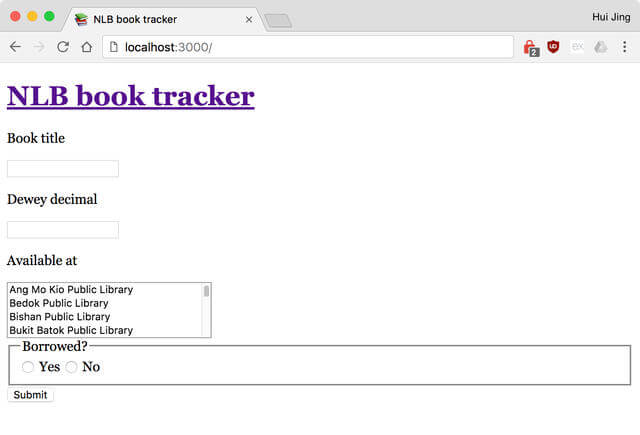 NLB book tracker
Hui Jing
localhost:3000/
2
NLB book tracker
Book title
Dewey decimal
Available at
Ang Mo Kio Public Library
Bedok Public Library
Bishan Public Library
Bukit Batok Public Library
Borrowed?
Yes No
Submit